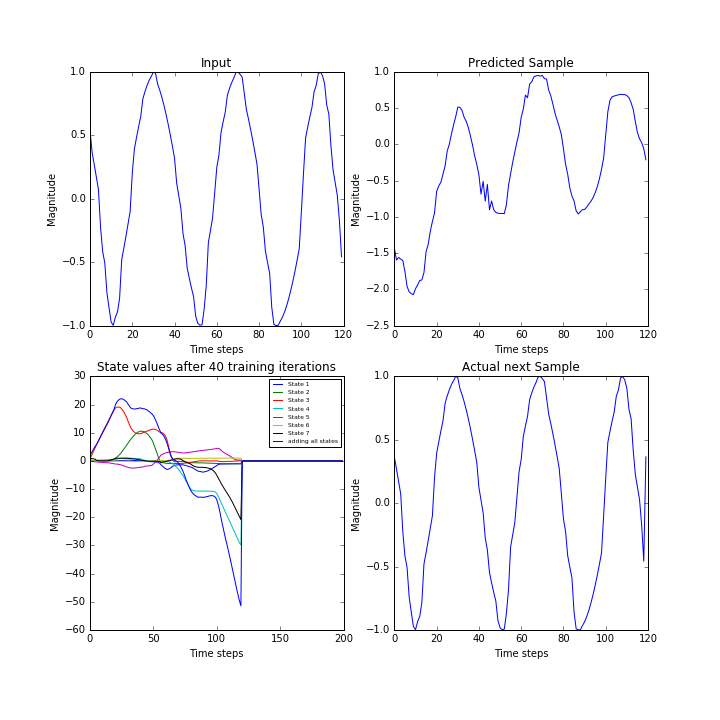 Input
Magnitude
1.0
0.5
0.0
−0.5
−1.0
0 20 40 60 80 100 120
Time steps
Predicted Sample
Magnitude
1.0
0.5
0.0
−0.5
−1.0
−1.5
−2.0
−2.5
0 20 40 60 80 100 120
Time steps
State values after 40 training iterations
Magnitude
30
20
10
0
−10
−20
−30
−40
−50
−60
0 50 100 150 200
Time steps
State 1
State 2
State 3
State 4
State 5
State 6
State 7
adding all states
Actual next Sample
Magnitude
1.0
0.5
0.0
−0.5
−1.0
0 20 40 60 80 100 120
Time steps